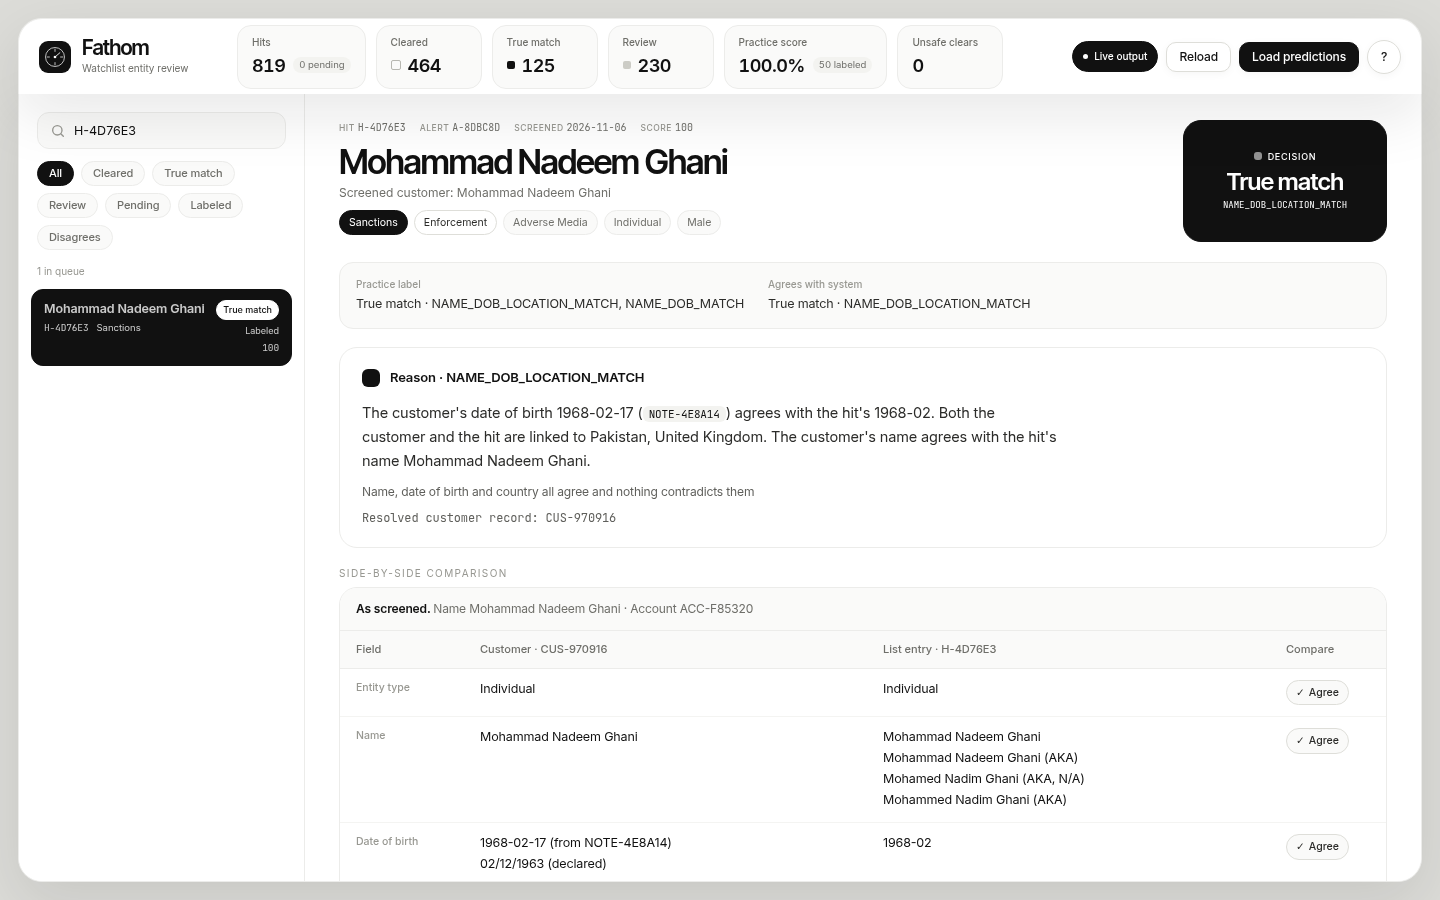 Fathom
Watchlist entity review
Hits
819 0 pending
Cleared
464
True match
125
Review
230
Practice score
100.0% 50 labeled
Unsafe clears
0
Live output
Reload
Load predictions
?
H-4D76E3
All Cleared True match
Review Pending Labeled
Disagrees
1 in queue
Mohammad Nadeem Ghani True match
H-4D76E3 Sanctions Labeled
100
HIT H-4D76E3 ALERT A-8DBC8D SCREENED 2026-11-06 SCORE 100
Mohammad Nadeem Ghani
Screened customer: Mohammad Nadeem Ghani
Sanctions Enforcement Adverse Media Individual Male
DECISION
True match
NAME_DOB_LOCATION_MATCH
Practice label
True match · NAME_DOB_LOCATION_MATCH, NAME_DOB_MATCH
Agrees with system
True match · NAME_DOB_LOCATION_MATCH
Reason · NAME_DOB_LOCATION_MATCH
The customer's date of birth 1968-02-17 ( NOTE-4E8A14 ) agrees with the hit's 1968-02. Both the
customer and the hit are linked to Pakistan, United Kingdom. The customer's name agrees with the hit's
name Mohammad Nadeem Ghani.
Name, date of birth and country all agree and nothing contradicts them
Resolved customer record: CUS-970916
SIDE-BY-SIDE COMPARISON
As screened. Name Mohammad Nadeem Ghani · Account ACC-F85320
Field Customer · CUS-970916 List entry · H-4D76E3 Compare
Entity type Individual Individual ✓ Agree
Name Mohammad Nadeem Ghani Mohammad Nadeem Ghani ✓ Agree
Mohammad Nadeem Ghani (AKA)
Mohamed Nadim Ghani (AKA, N/A)
Mohammed Nadim Ghani (AKA)
Date of birth 1968-02-17 (from NOTE-4E8A14) 1968-02 ✓ Agree
02/12/1963 (declared)